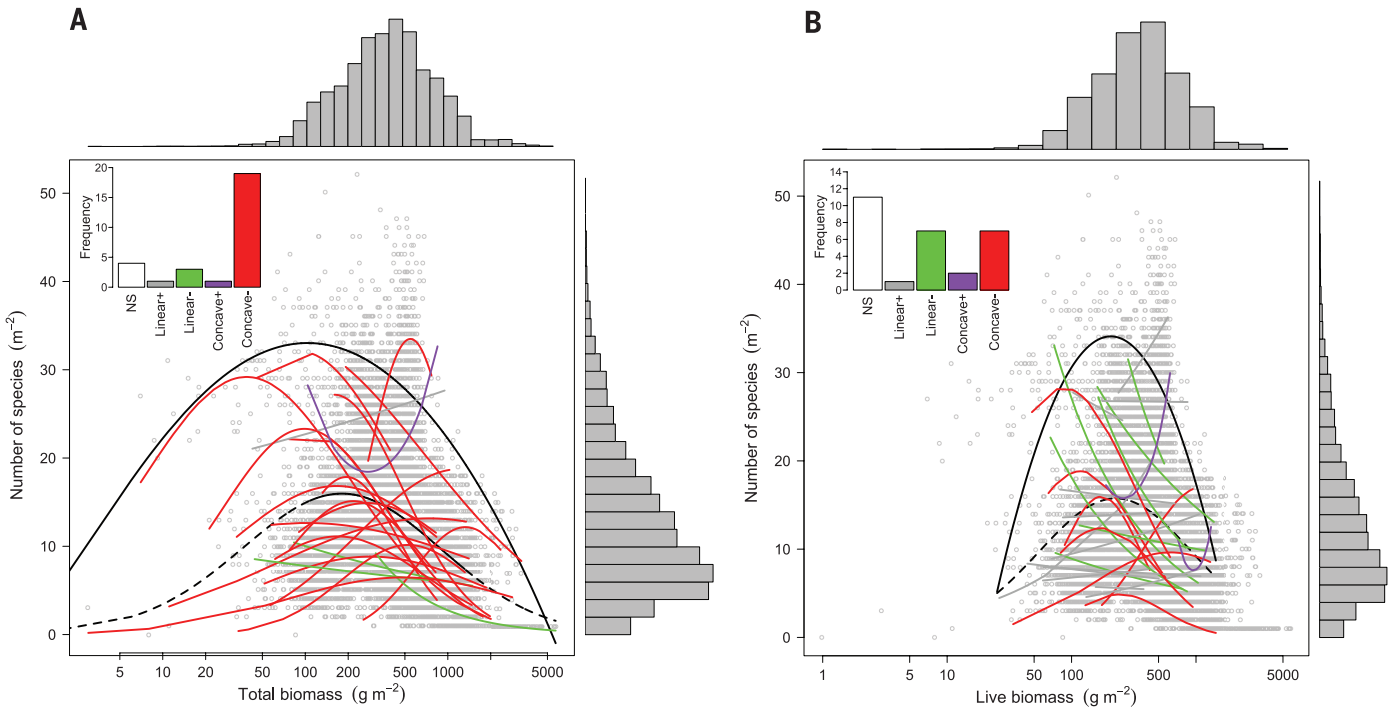 A
20
15
10
5
0
Frequency
NS
Linear+
Linear-
Concave+
Concave-
50
40
30
20
10
0
Number of species (m⁻²)
5 10 20 50 100 200 500 1000 5000
Total biomass (g m⁻²)
B
14
12
10
8
6
4
2
0
Frequency
NS
Linear+
Linear-
Concave+
Concave-
50
40
30
20
10
0
Number of species (m⁻²)
1 5 10 50 100 500 5000
Live biomass (g m⁻²)